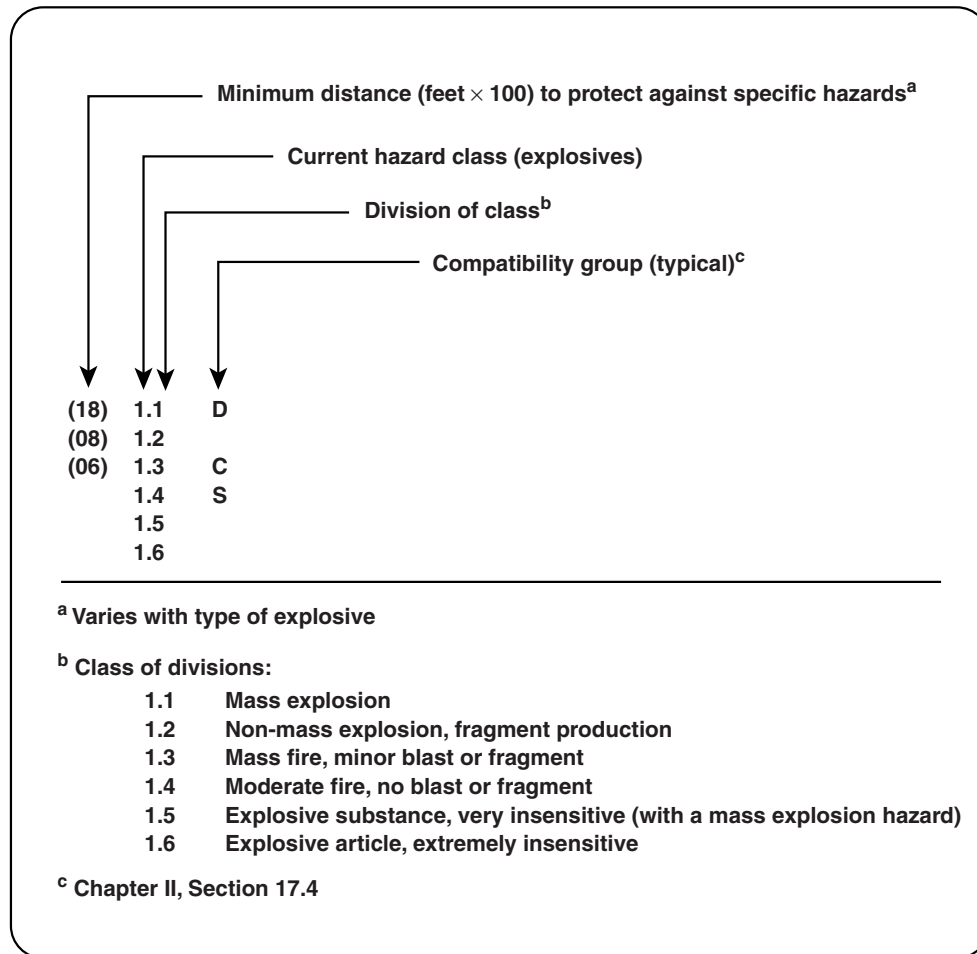 Minimum distance (feet × 100) to protect against specific hazardsᵃ
Current hazard class (explosives)
Division of classᵇ
Compatibility group (typical)ᶜ
(18) 1.1 D
(08) 1.2
(06) 1.3 C
1.4 S
1.5
1.6
ᵃ Varies with type of explosive
ᵇ Class of divisions:
1.1 Mass explosion
1.2 Non-mass explosion, fragment production
1.3 Mass fire, minor blast or fragment
1.4 Moderate fire, no blast or fragment
1.5 Explosive substance, very insensitive (with a mass explosion hazard)
1.6 Explosive article, extremely insensitive
ᶜ Chapter II, Section 17.4